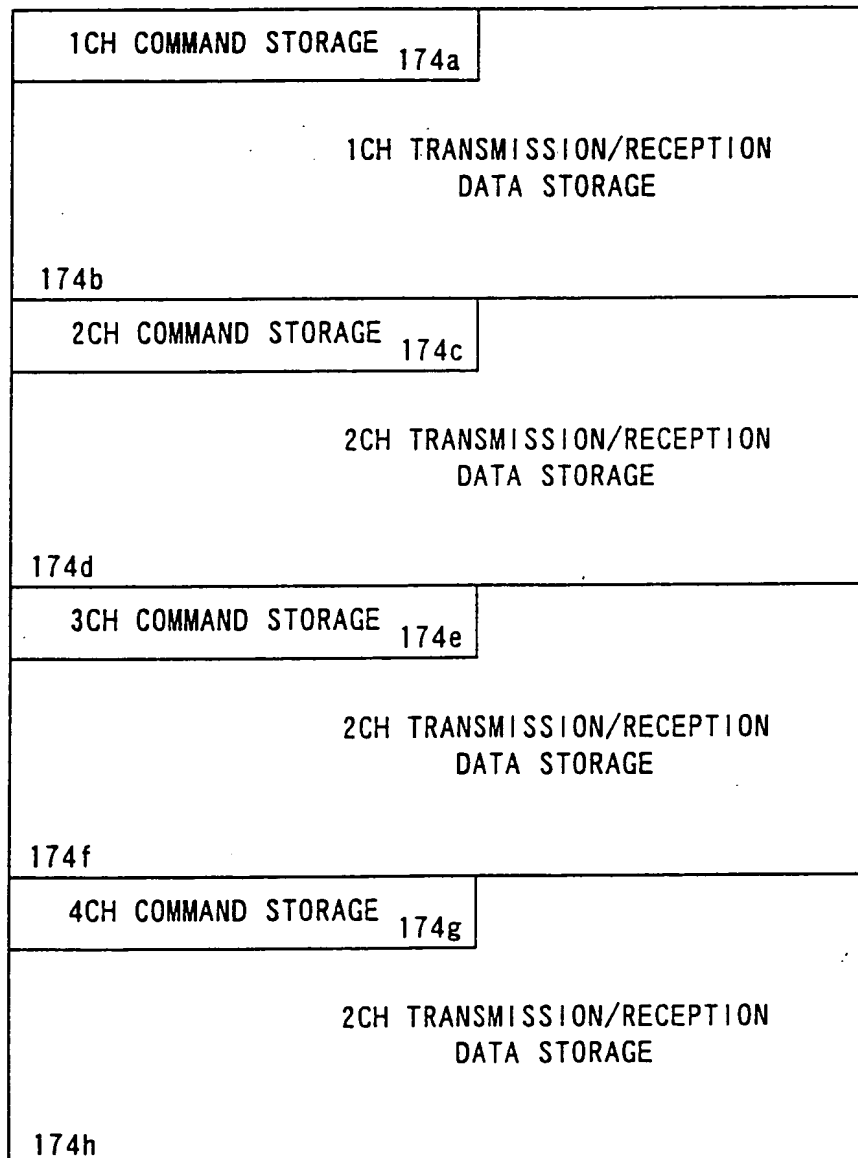 1CH COMMAND STORAGE 174a
1CH TRANSMISSION/RECEPTION
DATA STORAGE
174b
2CH COMMAND STORAGE 174c
2CH TRANSMISSION/RECEPTION
DATA STORAGE
174d
3CH COMMAND STORAGE 174e
2CH TRANSMISSION/RECEPTION
DATA STORAGE
174f
4CH COMMAND STORAGE 174g
2CH TRANSMISSION/RECEPTION
DATA STORAGE
174h